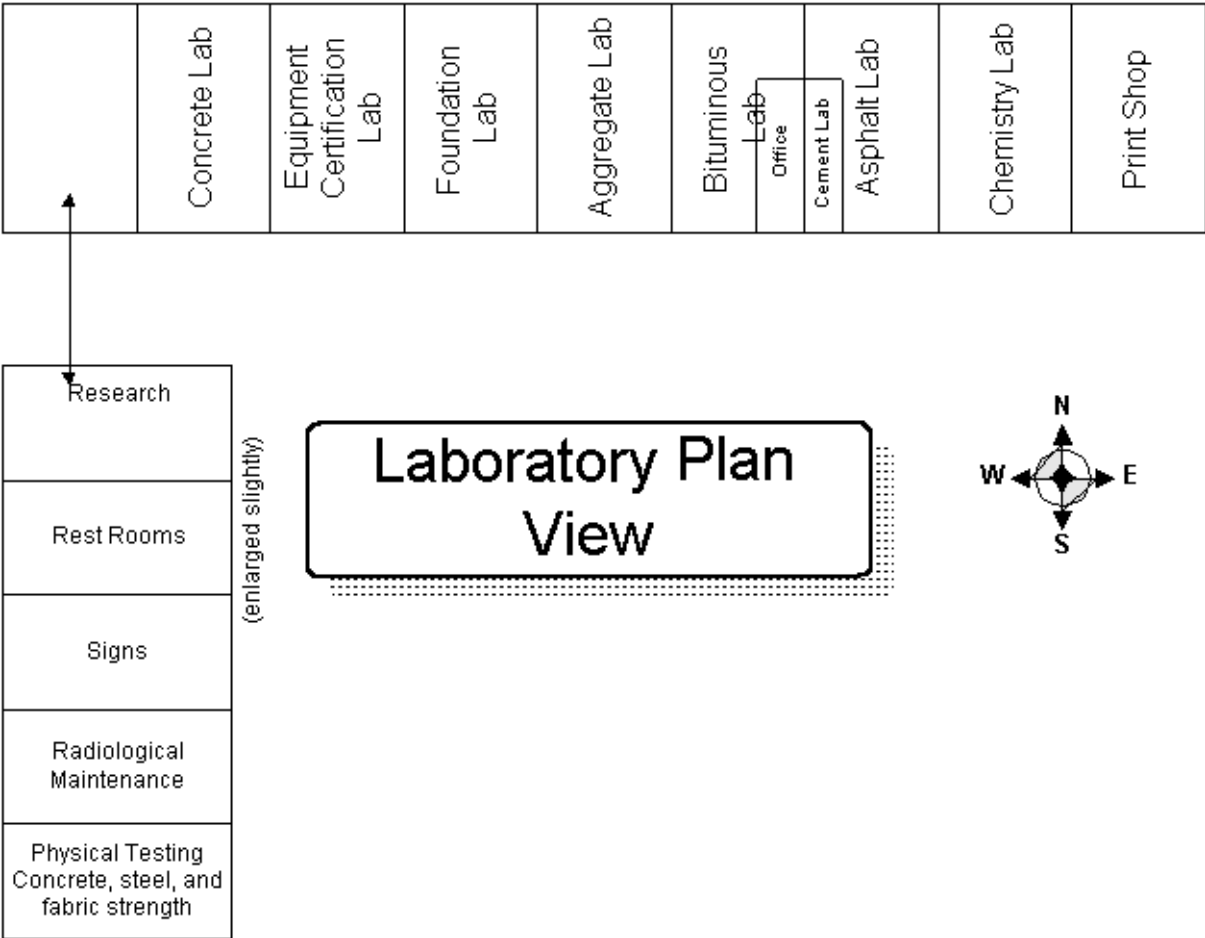 Concrete Lab
Equipment
Certification
Lab
Foundation
Lab
Aggregate Lab
Bituminous
Lab
Office
Cement Lab
Asphalt Lab
Chemistry Lab
Print Shop
Research
Rest Rooms
Signs
Radiological
Maintenance
Physical Testing
Concrete, steel, and
fabric strength
(enlarged slightly)
Laboratory Plan
View
N
W
E
S